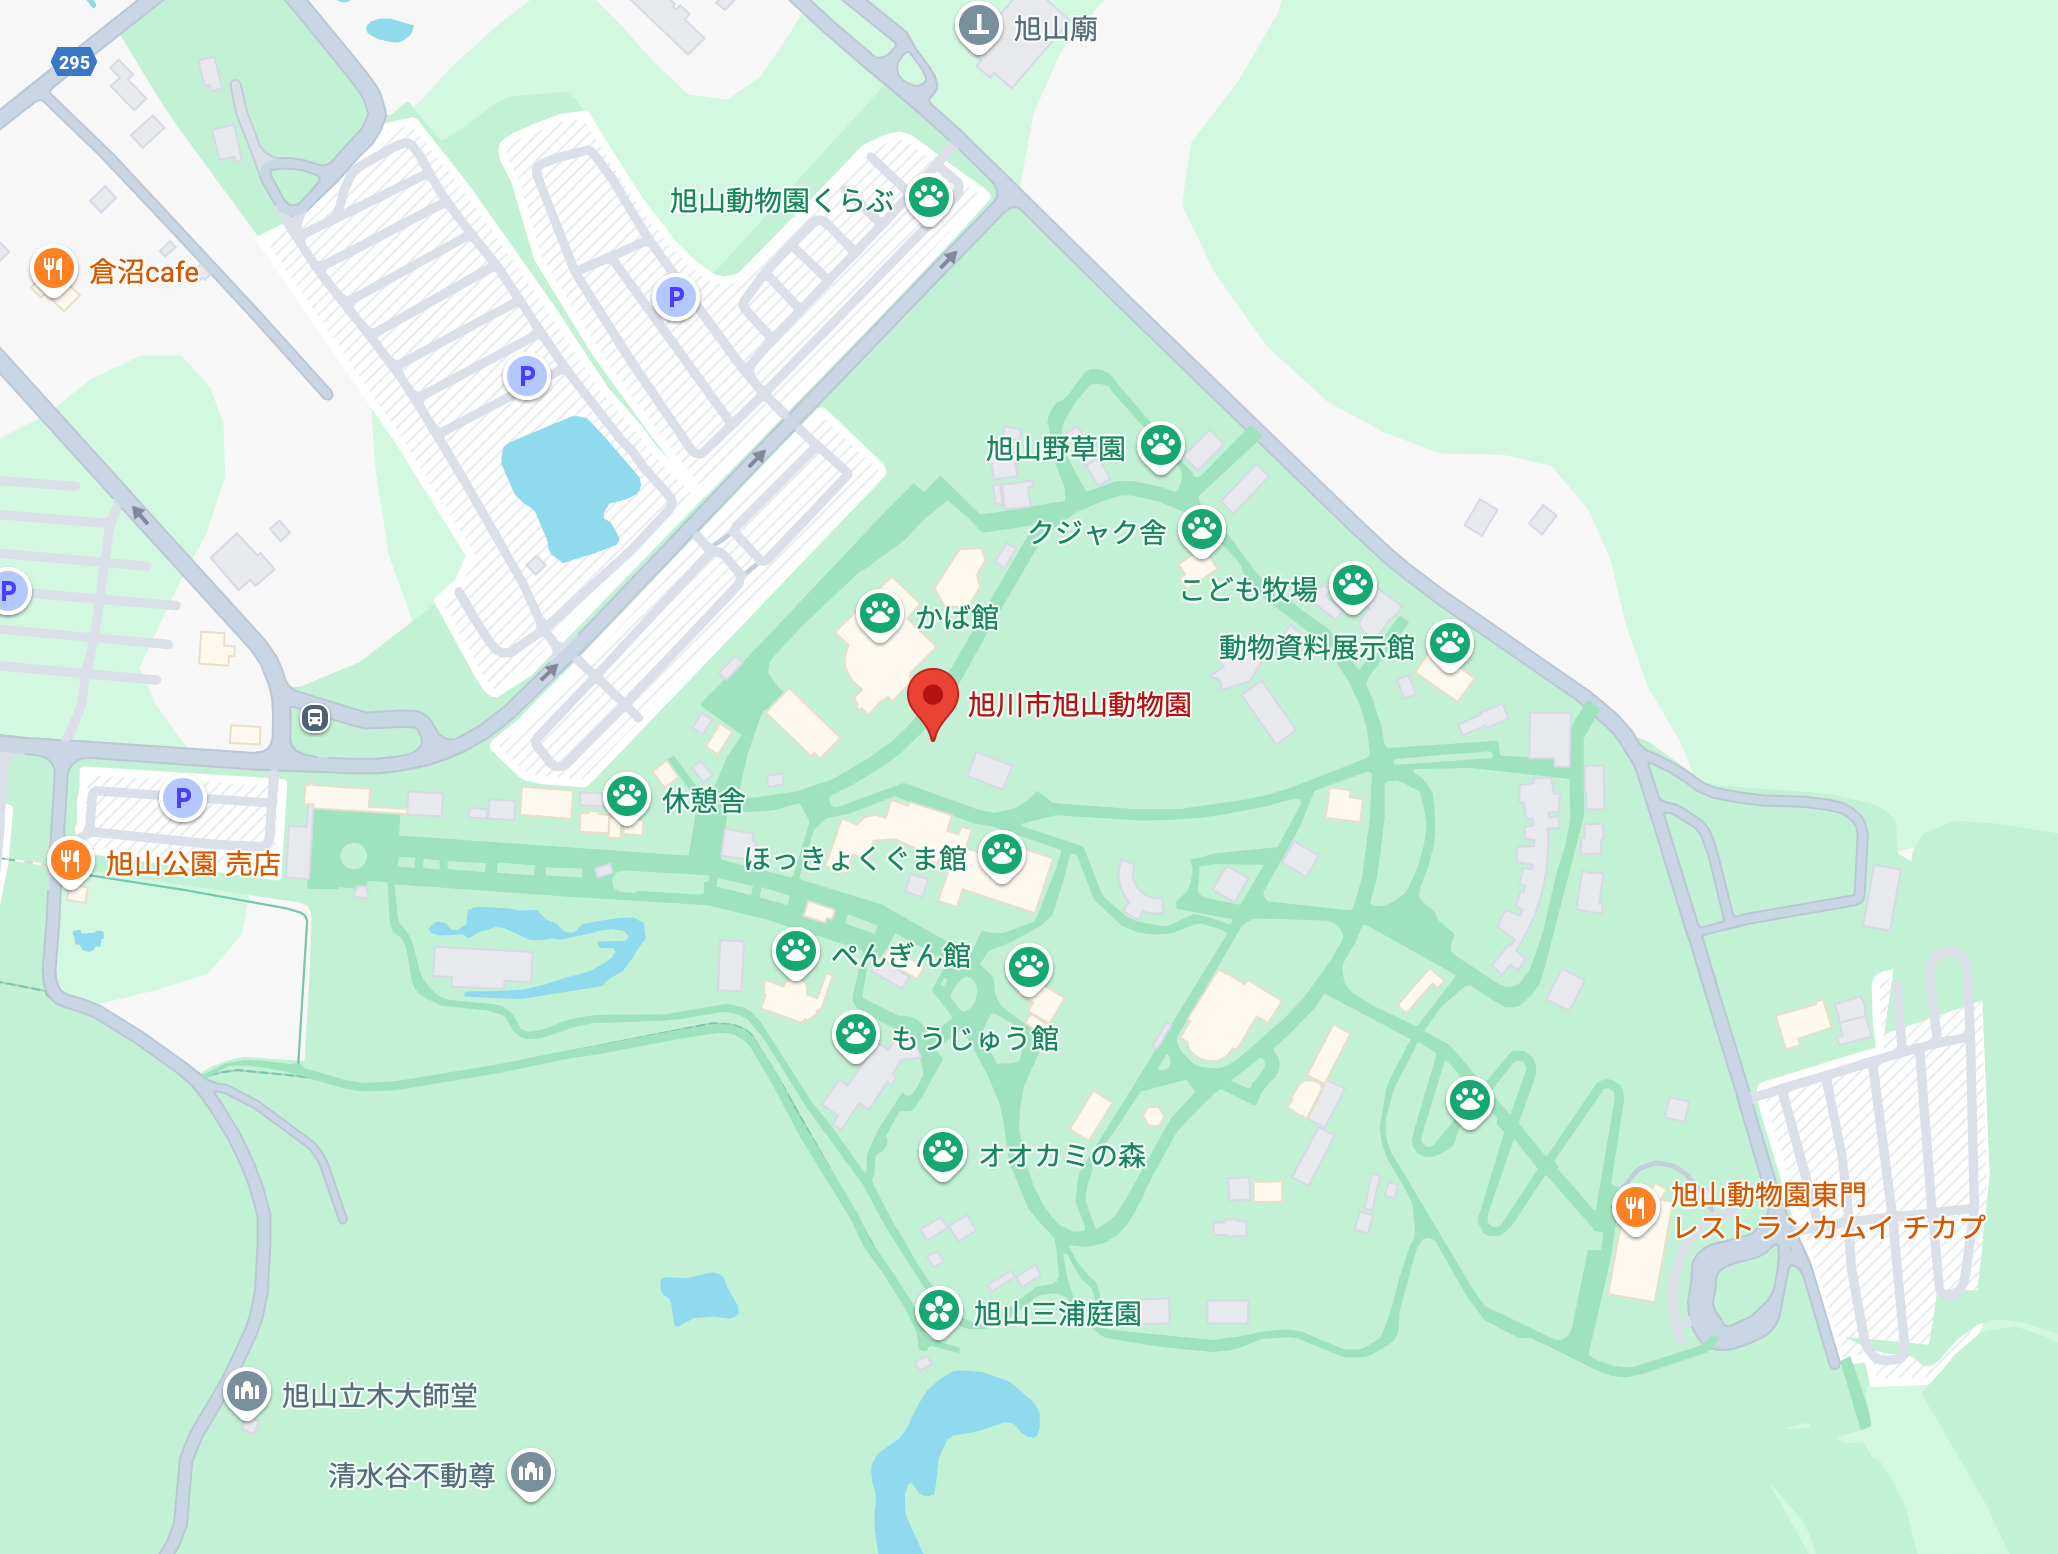 旭山廟
295
旭山動物園くらぶ
倉沼cafe
P
P
旭山野草園
クジャク舎
こども牧場
P
かば館
動物資料展示館
旭川市旭山動物園
P
休憩舎
旭山公園 売店
ほっきょくぐま館
ぺんぎん館
もうじゅう館
オオカミの森
旭山動物園東門
レストランカムイ チカプ
旭山三浦庭園
旭山立木大師堂
清水谷不動尊